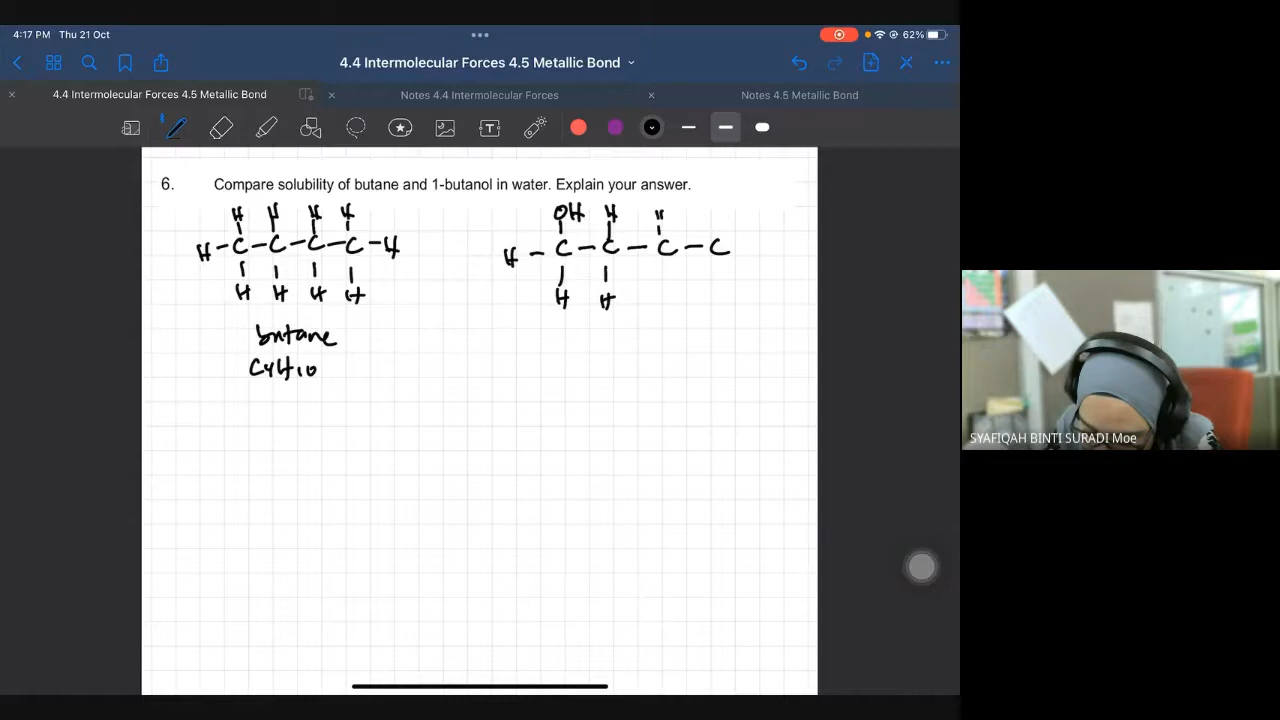 4:17 PM Thu 21 Oct
62%
4.4 Intermolecular Forces 4.5 Metallic Bond
4.4 Intermolecular Forces 4.5 Metallic Bond
Notes 4.4 Intermolecular Forces
Notes 4.5 Metallic Bond
6. Compare solubility of butane and 1-butanol in water. Explain your answer.
H H H H OH H H
H - C - C - C - C - H H - C - C - C - C
H H H H H H
butane
C4H10
SYAFIQAH BINTI SURADI Moe